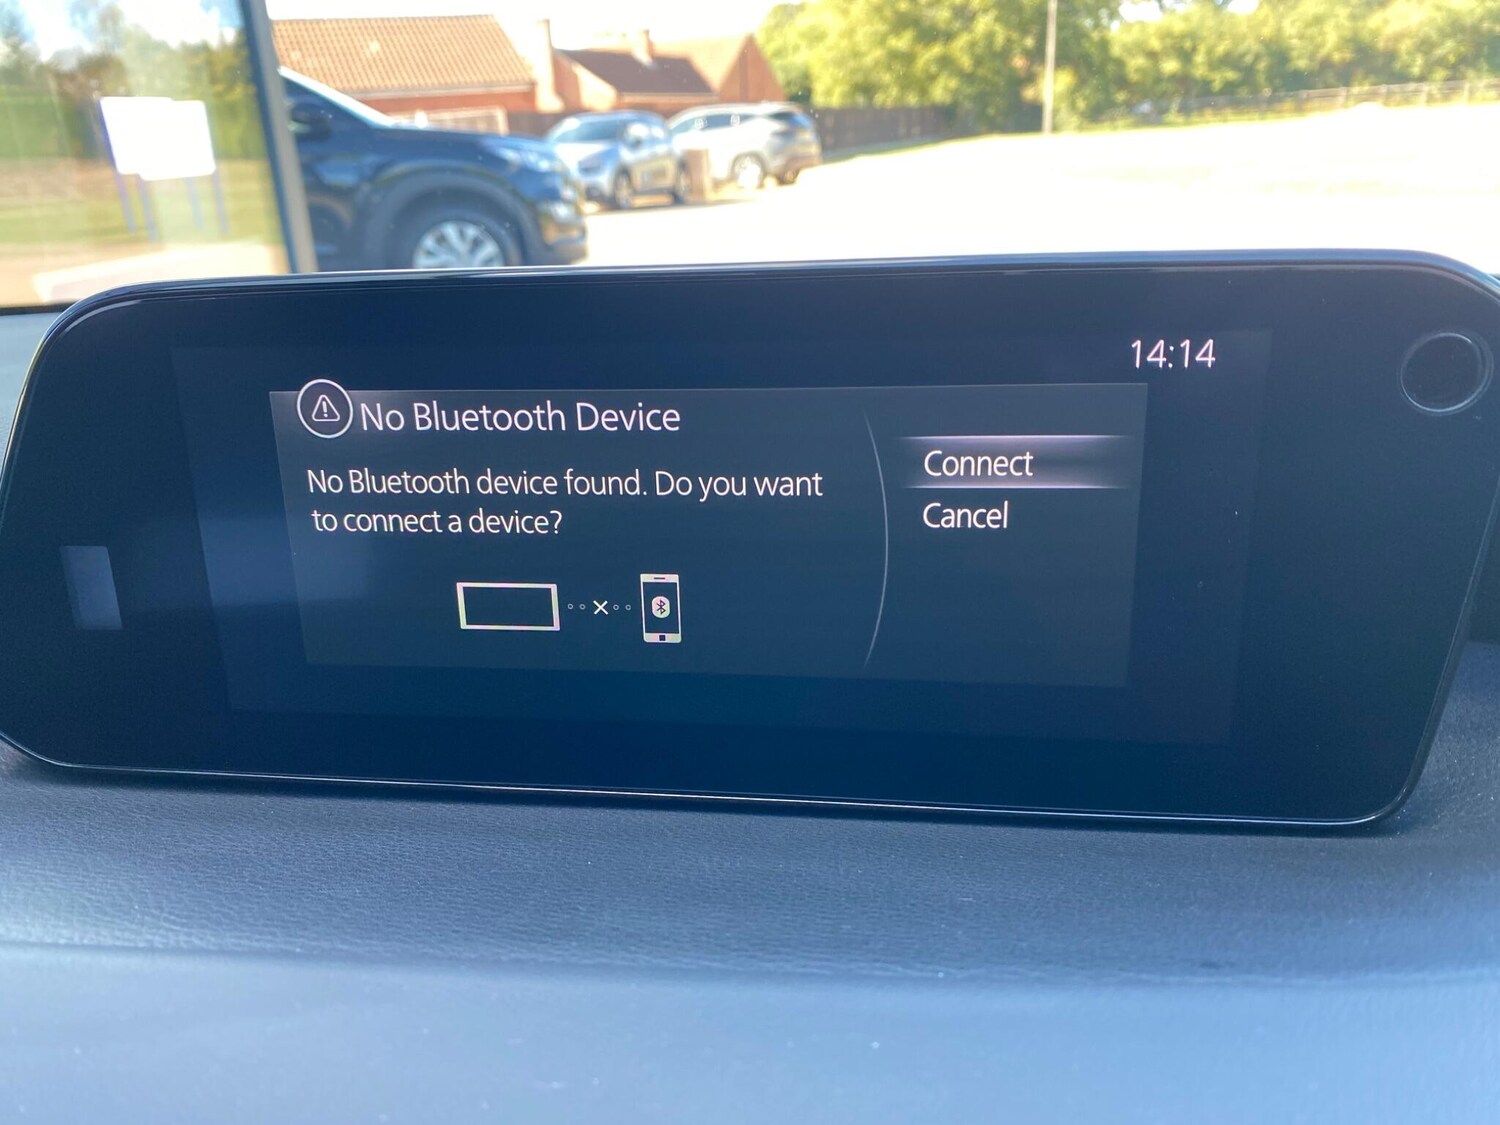 14:14
No Bluetooth Device
No Bluetooth device found. Do you want
to connect a device?
Connect
Cancel